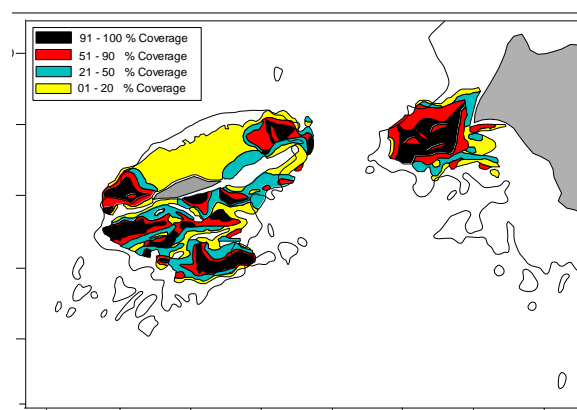 91 - 100 % Coverage
51 - 90 % Coverage
21 - 50 % Coverage
01 - 20 % Coverage